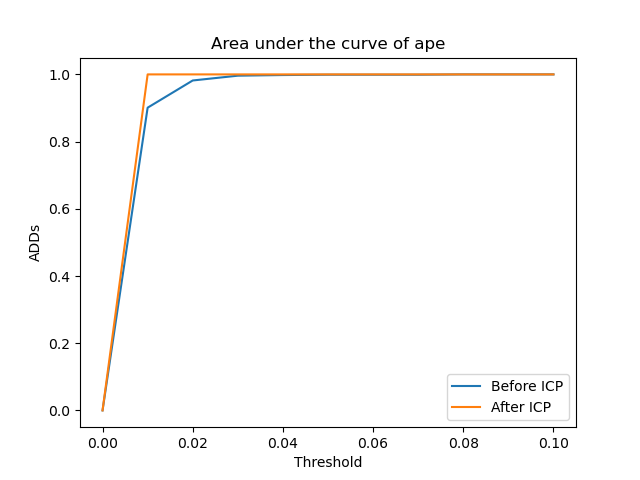 Area under the curve of ape
1.0
0.8
0.6
0.4
0.2
0.0
ADDs
0.00 0.02 0.04 0.06 0.08 0.10
Threshold
Before ICP
After ICP